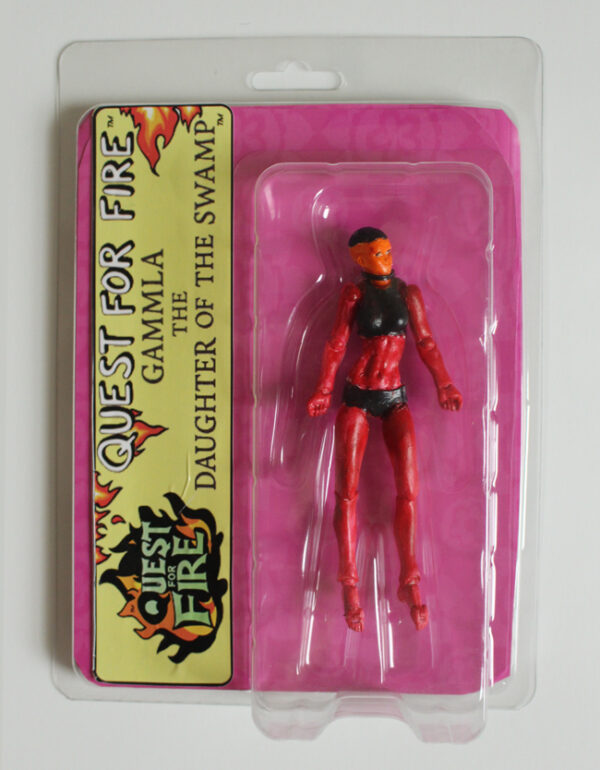 QUEST FOR FIRE™
GAMMLA
THE
DAUGHTER OF THE SWAMP™
QUEST
FOR
FIRE